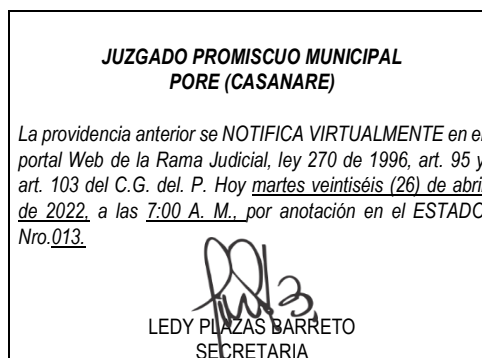 JUZGADO PROMISCUO MUNICIPAL
PORE (CASANARE)
La providencia anterior se NOTIFICA VIRTUALMENTE en el
portal Web de la Rama Judicial, ley 270 de 1996, art. 95 y
art. 103 del C.G. del. P. Hoy martes veintiséis (26) de abril
de 2022, a las 7:00 A. M., por anotación en el ESTADO
Nro.013.
LEDY PLAZAS BARRETO
SECRETARIA